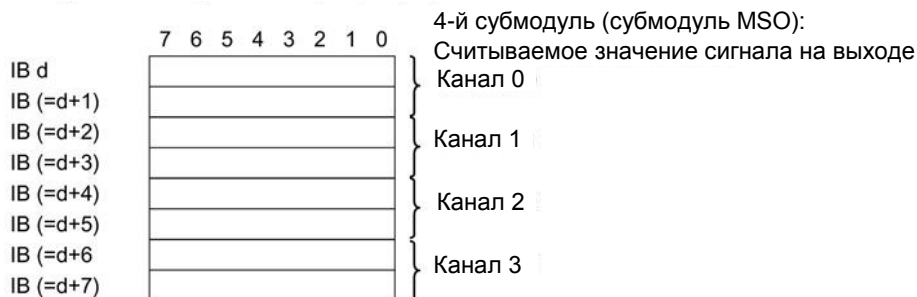 4-й субмодуль (субмодуль MSO):
7 6 5 4 3 2 1 0
Считываемое значение сигнала на выходе
IB d
Канал 0
IB (=d+1)
IB (=d+2)
Канал 1
IB (=d+3)
IB (=d+4)
Канал 2
IB (=d+5)
IB (=d+6
Канал 3
IB (=d+7)